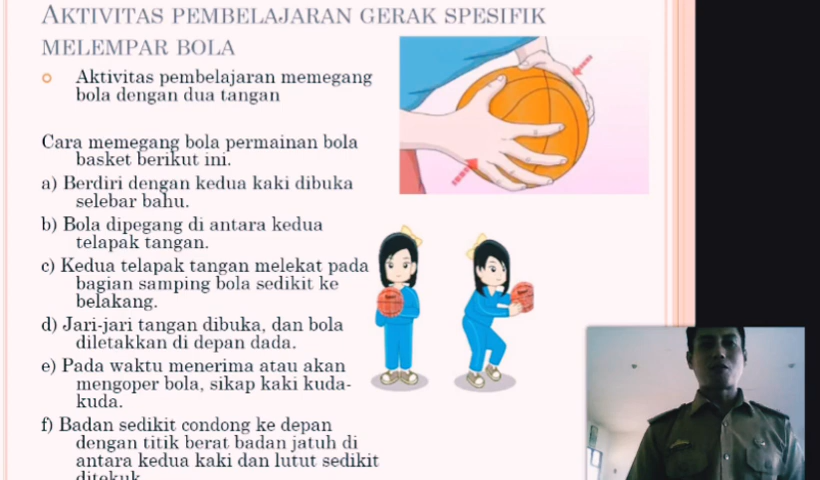 AKTIVITAS PEMBELAJARAN GERAK SPESIFIK
MELEMPAR BOLA
Aktivitas pembelajaran memegang
bola dengan dua tangan
Cara memegang bola permainan bola
basket berikut ini.
a) Berdiri dengan kedua kaki dibuka
selebar bahu.
b) Bola dipegang di antara kedua
telapak tangan.
c) Kedua telapak tangan melekat pada
bagian samping bola sedikit ke
belakang.
d) Jari-jari tangan dibuka, dan bola
diletakkan di depan dada.
e) Pada waktu menerima atau akan
mengoper bola, sikap kaki kuda-
kuda.
f) Badan sedikit condong ke depan
dengan titik berat badan jatuh di
antara kedua kaki dan lutut sedikit
ditekuk